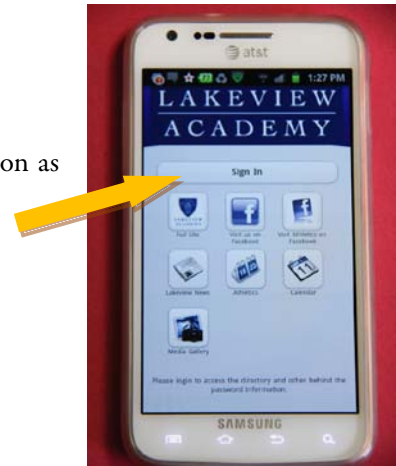 at&t
1:27 PM
LAKEVIEW
ACADEMY
on as
Sign In
Full Site
Visit us on
Facebook
Visit Athletics on
Facebook
Lakeview News
Athletics
Calendar
11
Media Gallery
Please login to access the directory and other behind the
password information.
SAMSUNG